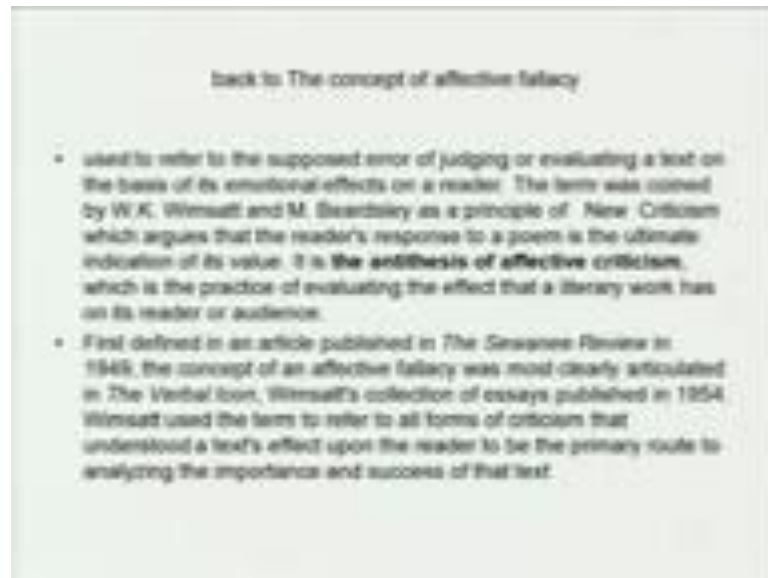 back to The concept of affective fallacy
• used to refer to the supposed error of judging or evaluating a text on
the basis of its emotional effects on a reader. The term was coined
by W.K. Wimsatt and M. Beardsley as a principle of New Criticism
which argues that the reader's response to a poem is the ultimate
indication of its value. It is the antithesis of affective criticism,
which is the practice of evaluating the effect that a literary work has
on its reader or audience.
• First defined in an article published in The Sewanee Review in
1949, the concept of an affective fallacy was most clearly articulated
in The Verbal Icon, Wimsatt's collection of essays published in 1954.
Wimsatt used the term to refer to all forms of criticism that
understood a text's effect upon the reader to be the primary route to
analyzing the importance and success of that text.